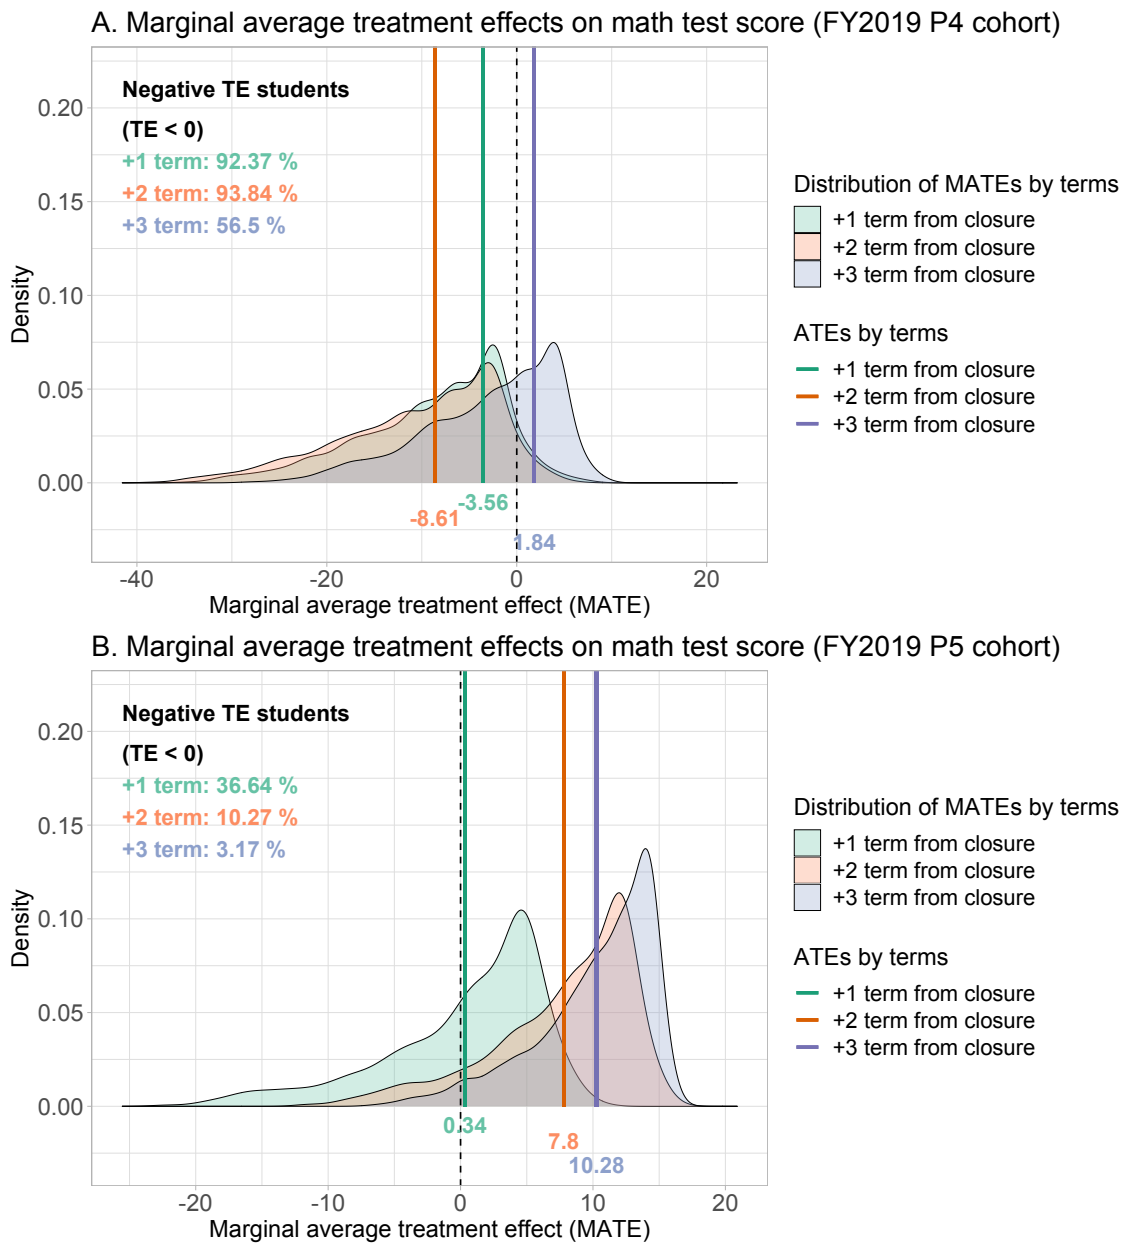 A. Marginal average treatment effects on math test score (FY2019 P4 cohort)
Negative TE students
(TE < 0)
+1 term: 92.37 %
+2 term: 93.84 %
+3 term: 56.5 %
0.20
0.15
0.10
0.05
0.00
Density
-3.56
-8.61
1.84
-40
-20
0
20
Marginal average treatment effect (MATE)
Distribution of MATEs by terms
+1 term from closure
+2 term from closure
+3 term from closure
ATEs by terms
+1 term from closure
+2 term from closure
+3 term from closure
B. Marginal average treatment effects on math test score (FY2019 P5 cohort)
Negative TE students
(TE < 0)
+1 term: 36.64 %
+2 term: 10.27 %
+3 term: 3.17 %
0.20
0.15
0.10
0.05
0.00
Density
0.34
7.8
10.28
-20
-10
0
10
20
Marginal average treatment effect (MATE)
Distribution of MATEs by terms
+1 term from closure
+2 term from closure
+3 term from closure
ATEs by terms
+1 term from closure
+2 term from closure
+3 term from closure